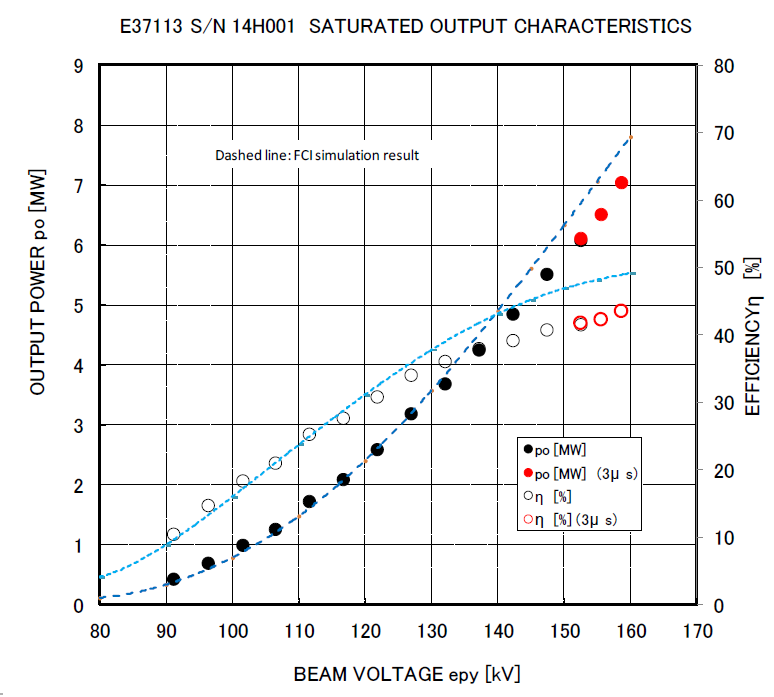 E37113 S/N 14H001 SATURATED OUTPUT CHARACTERISTICS
9
8
7
6
5
4
3
2
1
0
OUTPUT POWER po [MW]
Dashed line: FCI simulation result
80
70
60
50
40
30
20
10
0
EFFICIENCYη [%]
po [MW]
po [MW] (3μ s)
η [%]
η [%] (3μ s)
80 90 100 110 120 130 140 150 160 170
BEAM VOLTAGE epy [kV]